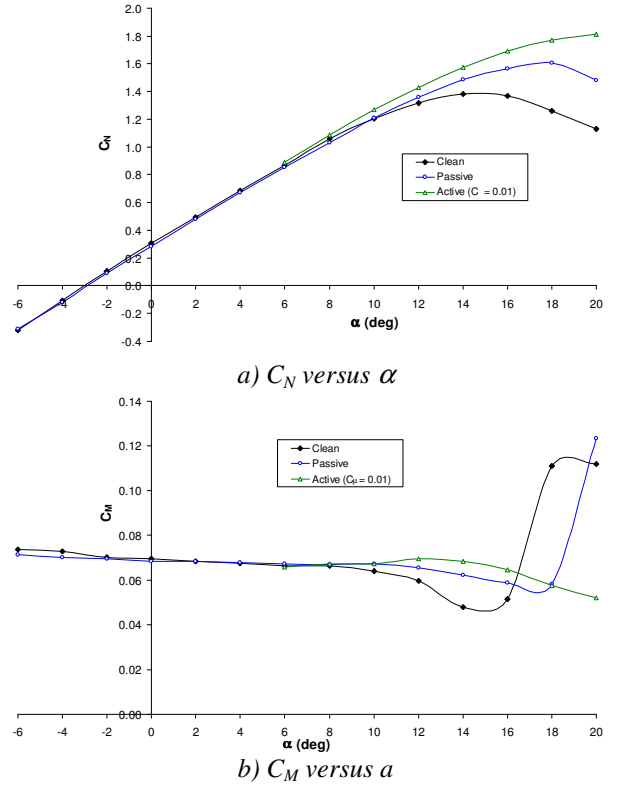 2.0
1.8
1.6
1.4
1.2
1.0
0.8
0.6
0.4
0.2
0.0
-0.2
-0.4
C_N
-6 -4 -2 0 2 4 6 8 10 12 14 16 18 20
α (deg)
Clean
Passive
Active (C = 0.01)
a) C_N versus α
0.14
0.12
0.10
0.08
0.06
0.04
0.02
0.00
C_M
Clean
Passive
Active (Cμ = 0.01)
-6 -4 -2 0 2 4 6 8 10 12 14 16 18 20
α (deg)
b) C_M versus a